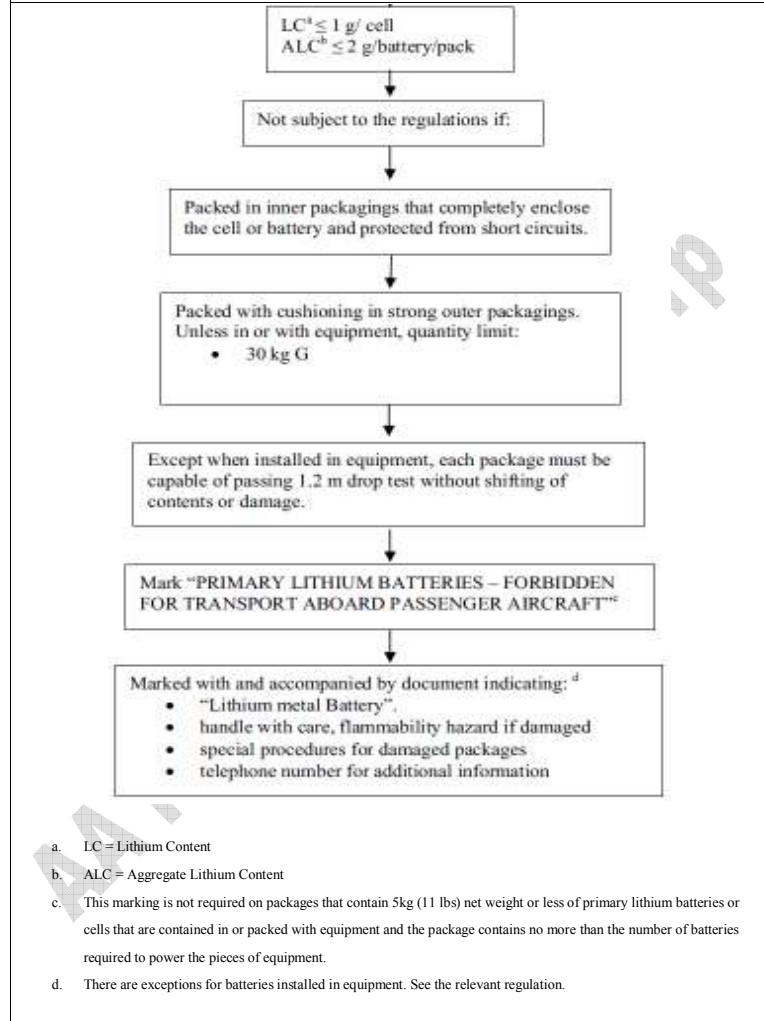 LCᵃ ≤ 1 g/ cell
ALCᵇ ≤ 2 g/battery/pack
Not subject to the regulations if:
Packed in inner packagings that completely enclose
the cell or battery and protected from short circuits.
Packed with cushioning in strong outer packagings.
Unless in or with equipment, quantity limit:
• 30 kg G
Except when installed in equipment, each package must be
capable of passing 1.2 m drop test without shifting of
contents or damage.
Mark “PRIMARY LITHIUM BATTERIES – FORBIDDEN
FOR TRANSPORT ABOARD PASSENGER AIRCRAFT”ᶜ
Marked with and accompanied by document indicating: ᵈ
• “Lithium metal Battery”.
• handle with care, flammability hazard if damaged
• special procedures for damaged packages
• telephone number for additional information
a. LC = Lithium Content
b. ALC = Aggregate Lithium Content
c. This marking is not required on packages that contain 5kg (11 lbs) net weight or less of primary lithium batteries or
cells that are contained in or packed with equipment and the package contains no more than the number of batteries
required to power the pieces of equipment.
d. There are exceptions for batteries installed in equipment. See the relevant regulation.